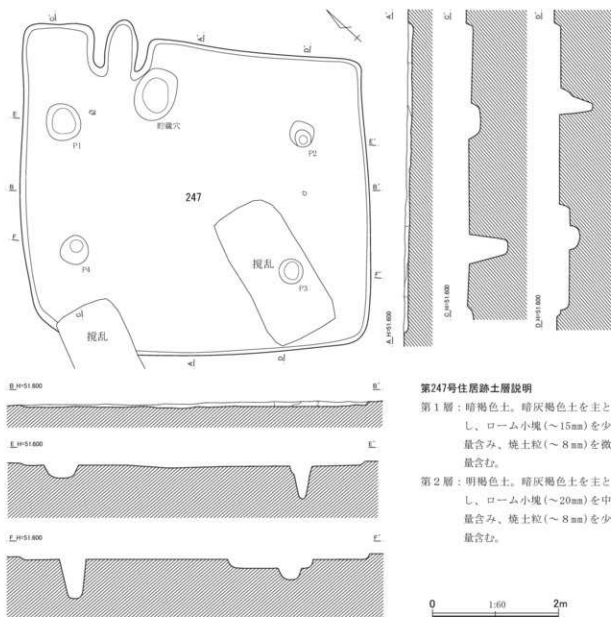 C'
A'
D'
E
E'
P1
貯蔵穴
P2
B
247
B'
F
F'
P4
撹乱
P3
C
撹乱
A
D
A'
C'
D'
A H=51.600
C H=51.600
D H=51.600
B H=51.600
B'
E H=51.600
E'
F H=51.600
F'
第247号住居跡土層説明
第1層:暗褐色土。暗灰褐色土を主と
し、ローム小塊(～15mm)を少
量含み、焼土粒(～8mm)を微
量含む。
第2層:明褐色土。暗灰褐色土を主と
し、ローム小塊(～20mm)を中
量含み、焼土粒(～8mm)を少
量含む。
0 1:60 2m